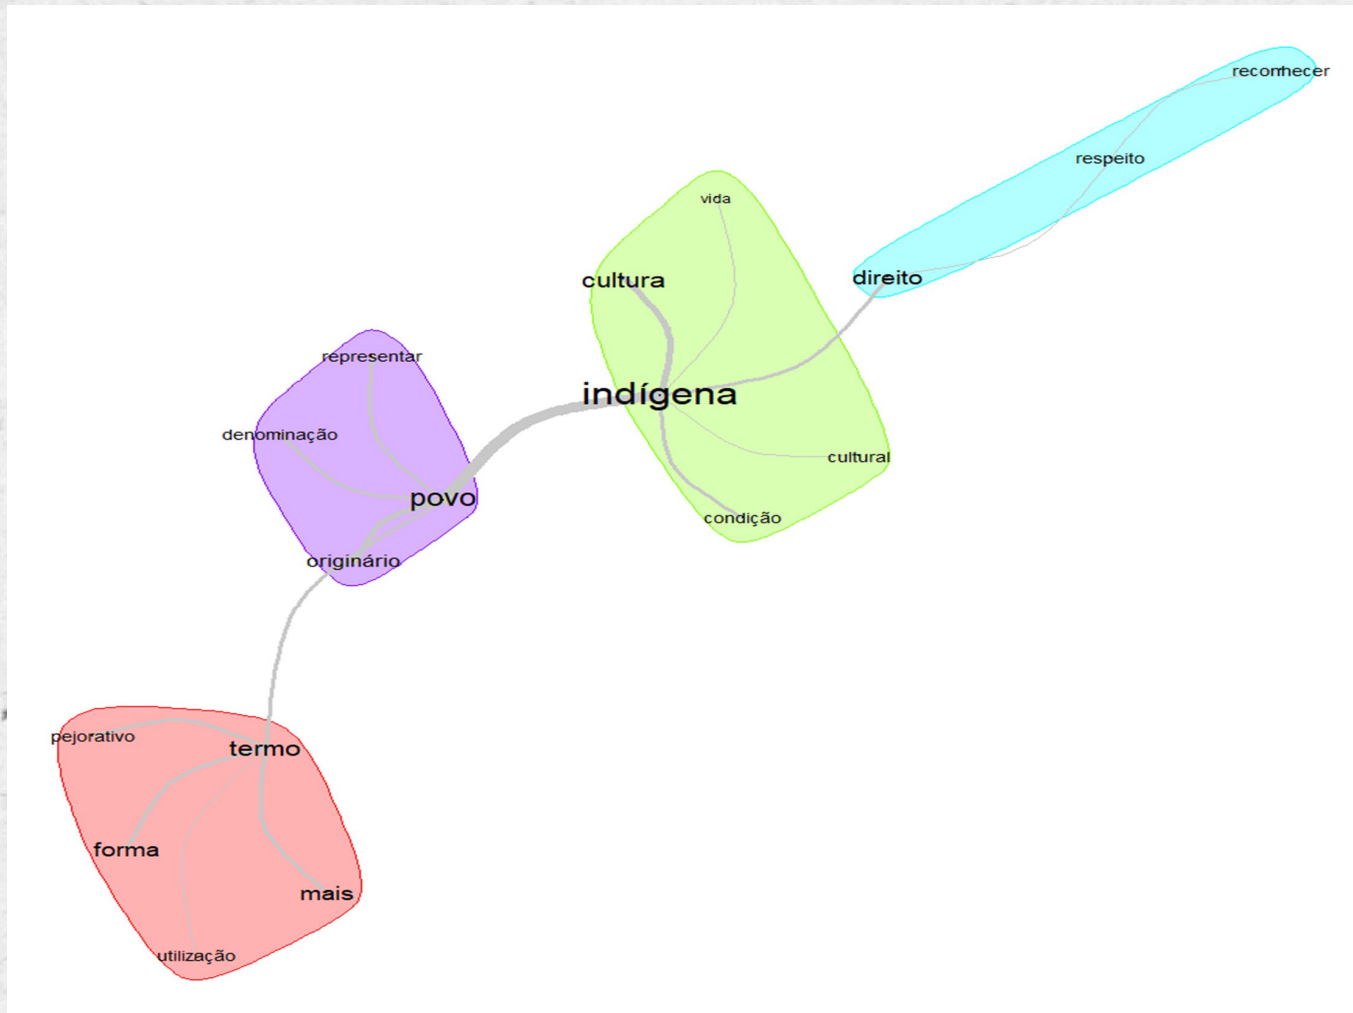 reconhecer
respeito
vida
cultura
direito
representar
indígena
denominação
cultural
povo
condição
originário
pejorativo
termo
forma
mais
utilização